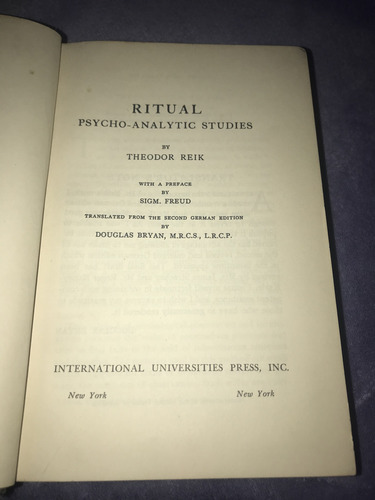 RITUAL
PSYCHO-ANALYTIC STUDIES
BY
THEODOR REIK
WITH A PREFACE
BY
SIGM. FREUD
TRANSLATED FROM THE SECOND GERMAN EDITION
BY
DOUGLAS BRYAN, M.R.C.S., L.R.C.P.
INTERNATIONAL UNIVERSITIES PRESS, INC.
New York New York